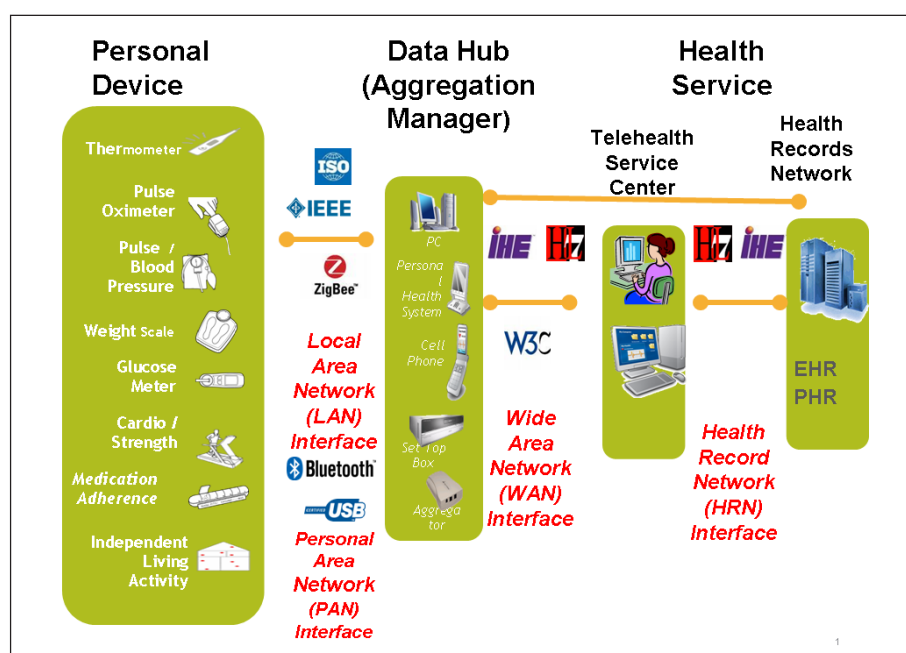 Personal
Device
Data Hub
(Aggregation
Manager)
Health
Service
Telehealth
Service
Center
Health
Records
Network
Thermometer
Pulse
Oximeter
Pulse /
Blood
Pressure
Weight Scale
Glucose
Meter
Cardio /
Strength
Medication
Adherence
Independent
Living
Activity
ISO
IEEE
ZigBee™
Local
Area
Network
(LAN)
Interface
Bluetooth™
CERTIFIED
USB
Personal
Area
Network
(PAN)
Interface
PC
Persona
l
Health
System
Cell
Phone
Set Top
Box
Aggrega
tor
IHE
HL7
W3C
Wide
Area
Network
(WAN)
Interface
HL7
IHE
Health
Record
Network
(HRN)
Interface
EHR
PHR
1